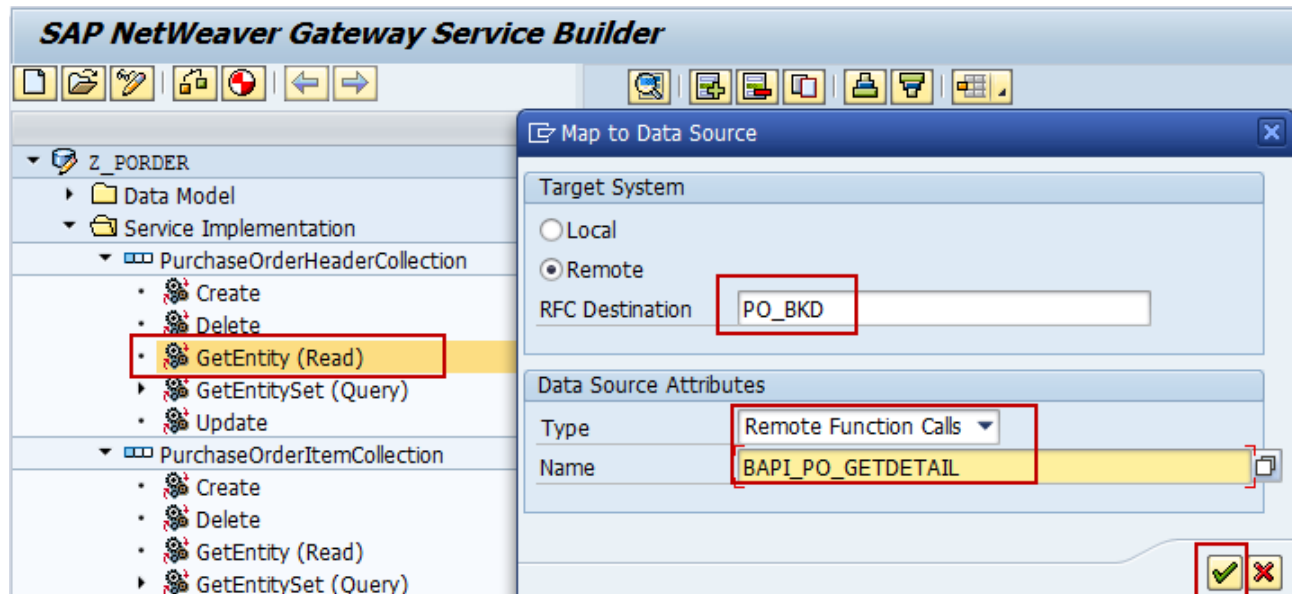 SAP NetWeaver Gateway Service Builder
Map to Data Source
Z_PORDER
Data Model
Service Implementation
PurchaseOrderHeaderCollection
Create
Delete
GetEntity (Read)
GetEntitySet (Query)
Update
PurchaseOrderItemCollection
Create
Delete
GetEntity (Read)
GetEntitySet (Query)
Target System
Local
Remote
RFC Destination PO_BKD
Data Source Attributes
Type Remote Function Calls
Name BAPI_PO_GETDETAIL